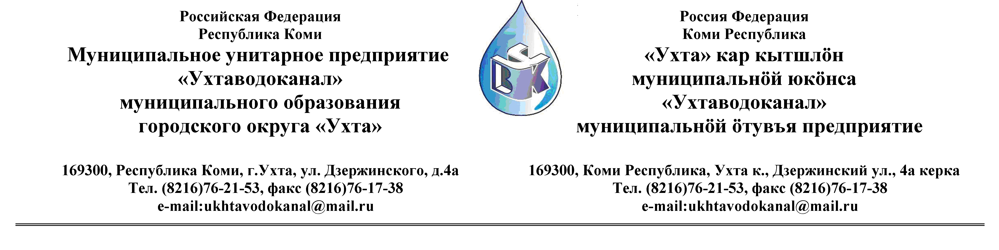 Российская Федерация
Республика Коми
Муниципальное унитарное предприятие
«Ухтаводоканал»
муниципального образования
городского округа «Ухта»
169300, Республика Коми, г.Ухта, ул. Дзержинского, д.4а
Тел. (8216)76-21-53, факс (8216)76-17-38
e-mail:ukhtavodokanal@mail.ru
УВК
Россия Федерация
Коми Республика
«Ухта» кар кытшлӧн
муниципальнӧй юкӧнса
«Ухтаводоканал»
муниципальнӧй ӧтувъя предприятие
169300, Коми Республика, Ухта к., Дзержинский ул., 4а керка
Тел. (8216)76-21-53, факс (8216)76-17-38
e-mail:ukhtavodokanal@mail.ru